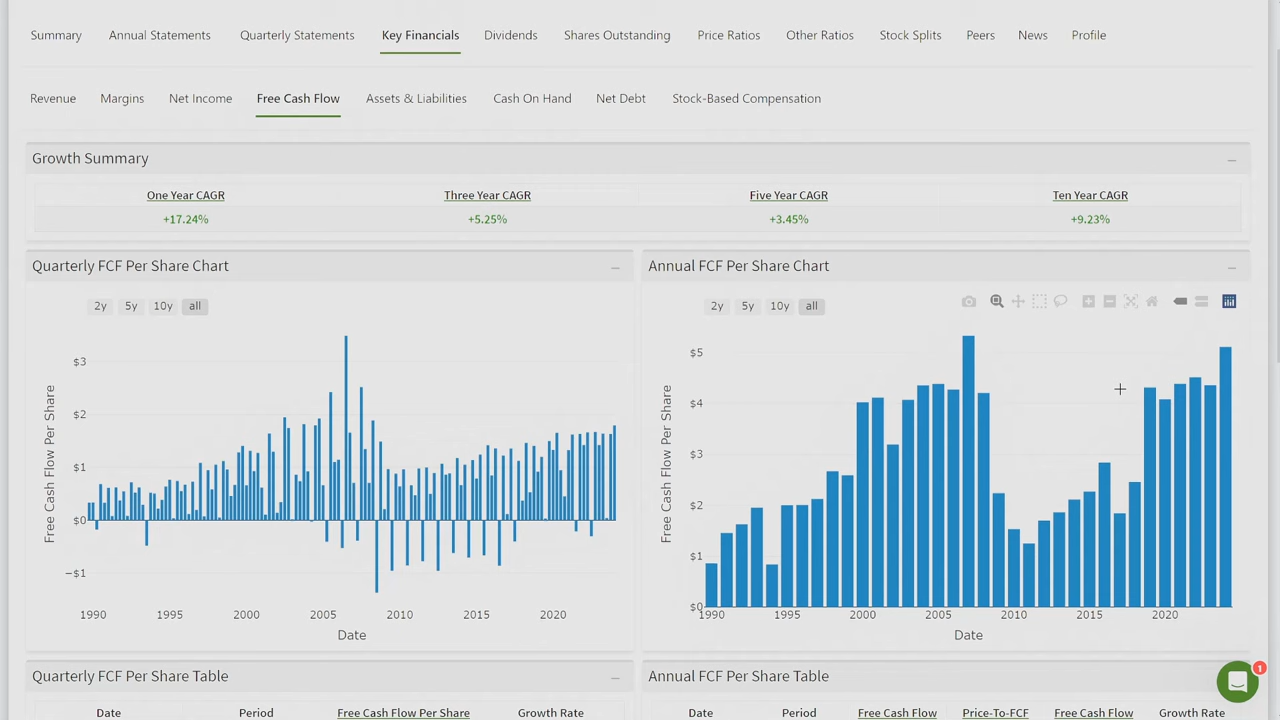 Summary Annual Statements Quarterly Statements Key Financials Dividends Shares Outstanding Price Ratios Other Ratios Stock Splits Peers News Profile
Revenue Margins Net Income Free Cash Flow Assets & Liabilities Cash On Hand Net Debt Stock-Based Compensation
Growth Summary
One Year CAGR Three Year CAGR Five Year CAGR Ten Year CAGR
+17.24% +5.25% +3.45% +9.23%
Quarterly FCF Per Share Chart
2y 5y 10y all
Free Cash Flow Per Share
$3
$2
$1
$0
−$1
1990 1995 2000 2005 2010 2015 2020
Date
Annual FCF Per Share Chart
2y 5y 10y all
Free Cash Flow Per Share
$5
$4
$3
$2
$1
$0
1990 1995 2000 2005 2010 2015 2020
Date
Quarterly FCF Per Share Table
Date Period Free Cash Flow Per Share Growth Rate
Annual FCF Per Share Table
Date Period Free Cash Flow Price-To-FCF Free Cash Flow Growth Rate
1